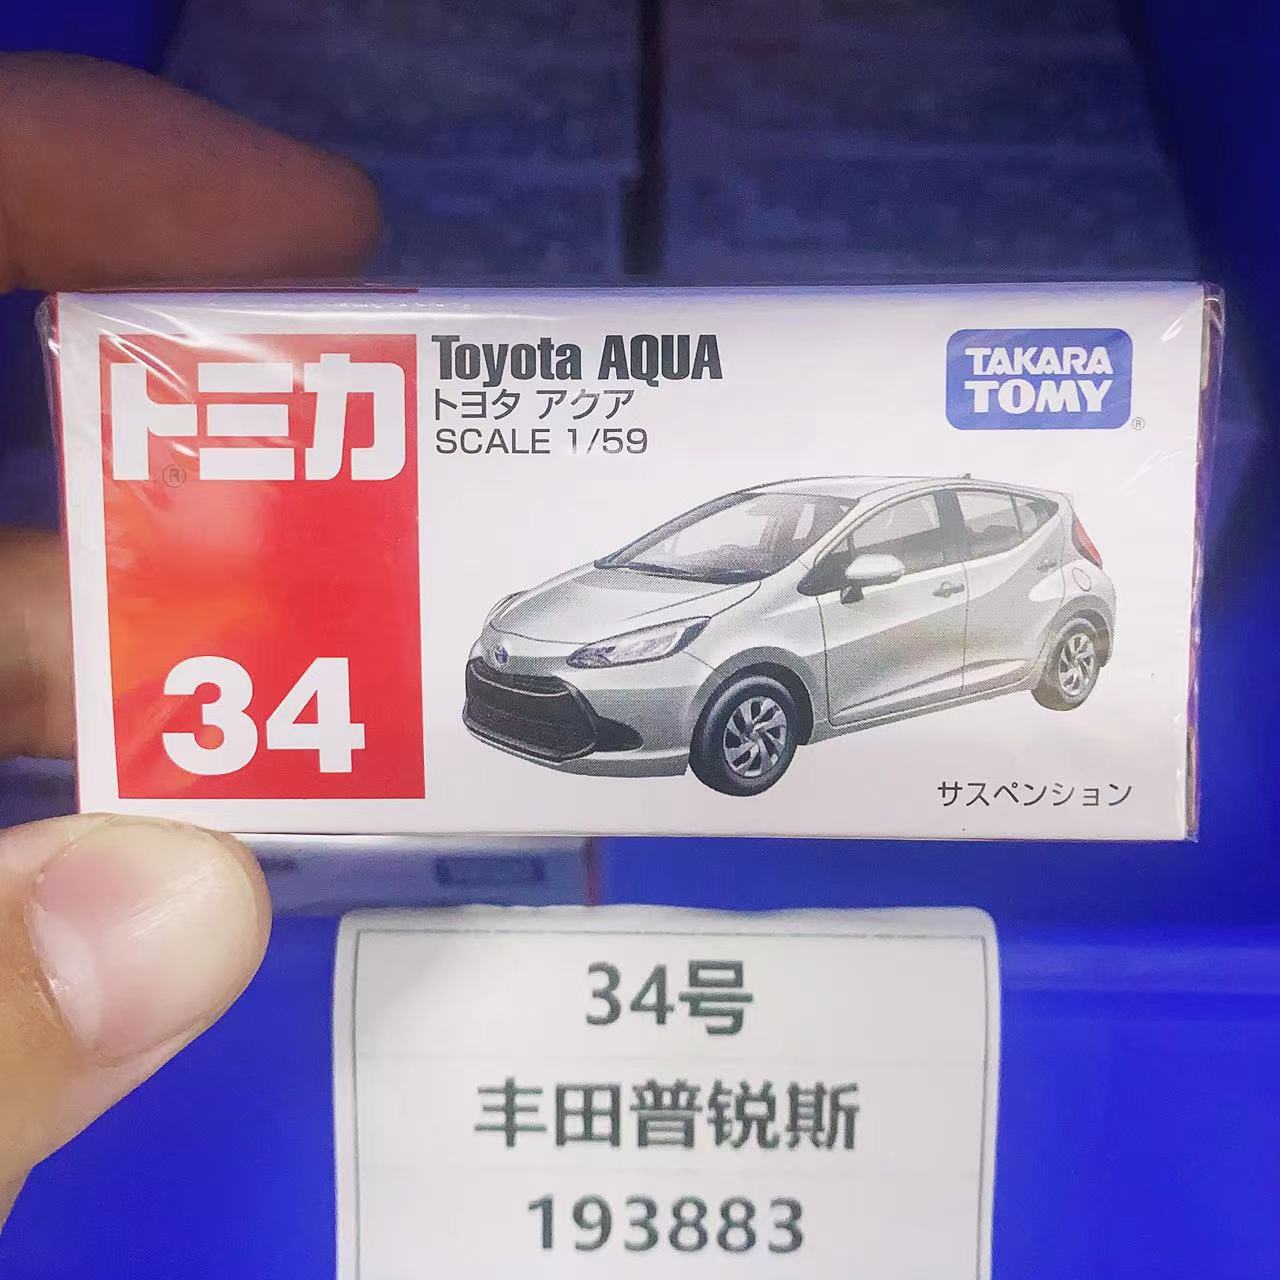 トミカ
34
Toyota AQUA
トヨタ アクア
SCALE 1/59
TAKARA
TOMY
サスペンション
34号
丰田普锐斯
193883